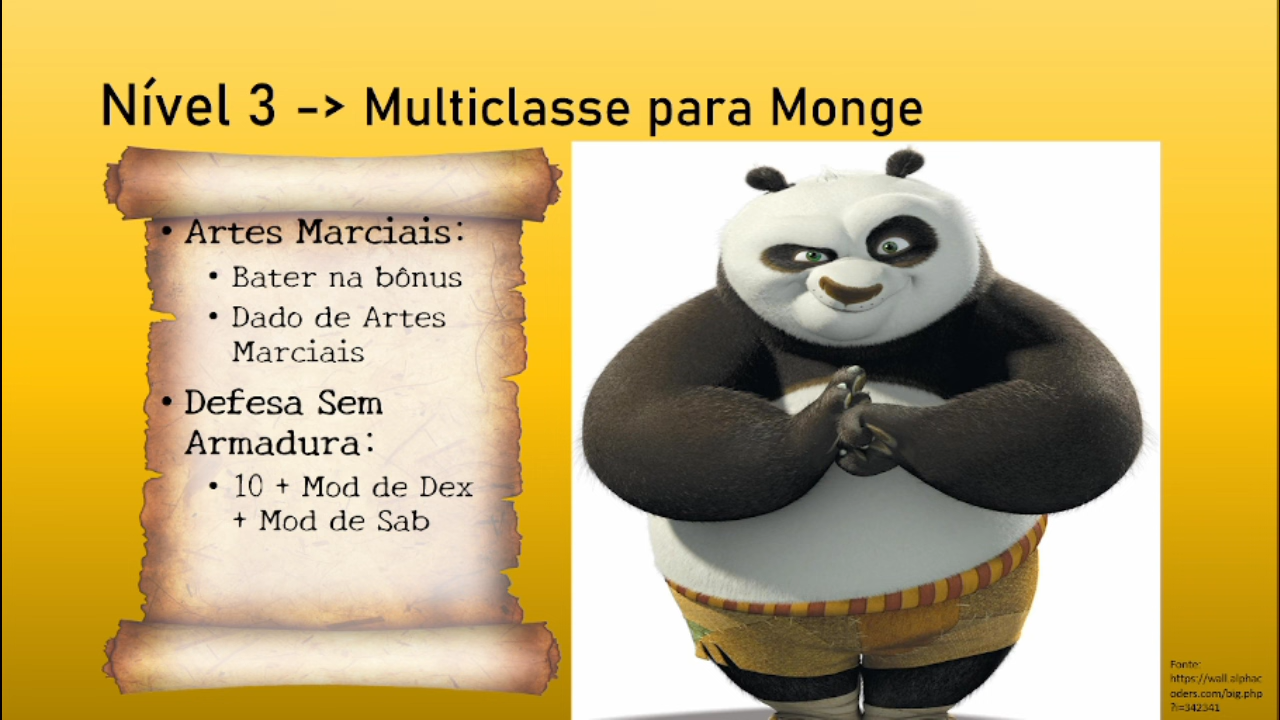 Nível 3 -> Multiclasse para Monge
• Artes Marciais:
• Bater na bônus
• Dado de Artes
Marciais
• Defesa Sem
Armadura:
• 10 + Mod de Dex
+ Mod de Sab
Fonte:
https://wall.alphac
oders.com/big.php
?i=342341